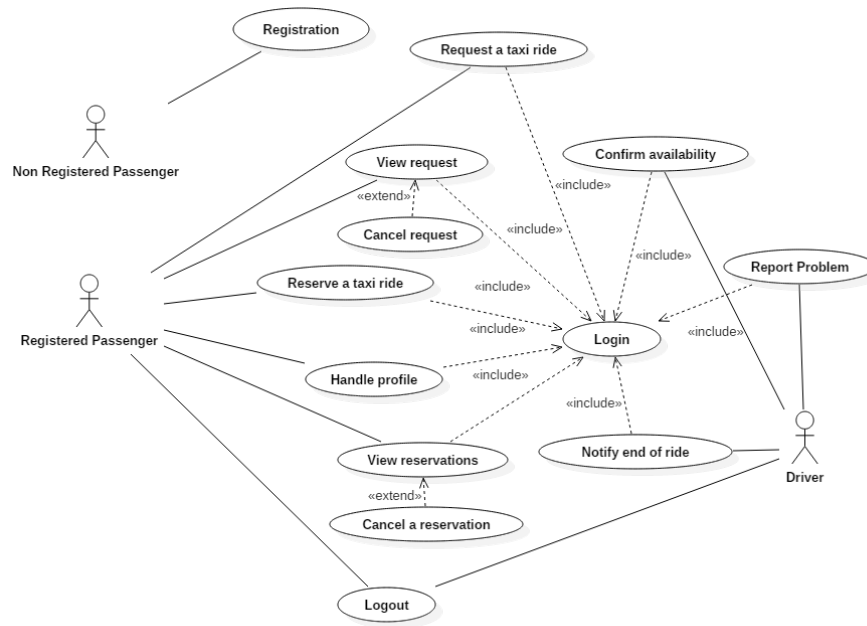 Registration
Request a taxi ride
Non Registered Passenger
View request
Confirm availability
«extend»
«include»
«include»
«include»
Cancel request
Report Problem
Reserve a taxi ride
«include»
Registered Passenger
«include»
Login
«include»
Handle profile
«include»
«include»
View reservations
Notify end of ride
Driver
«extend»
Cancel a reservation
Logout